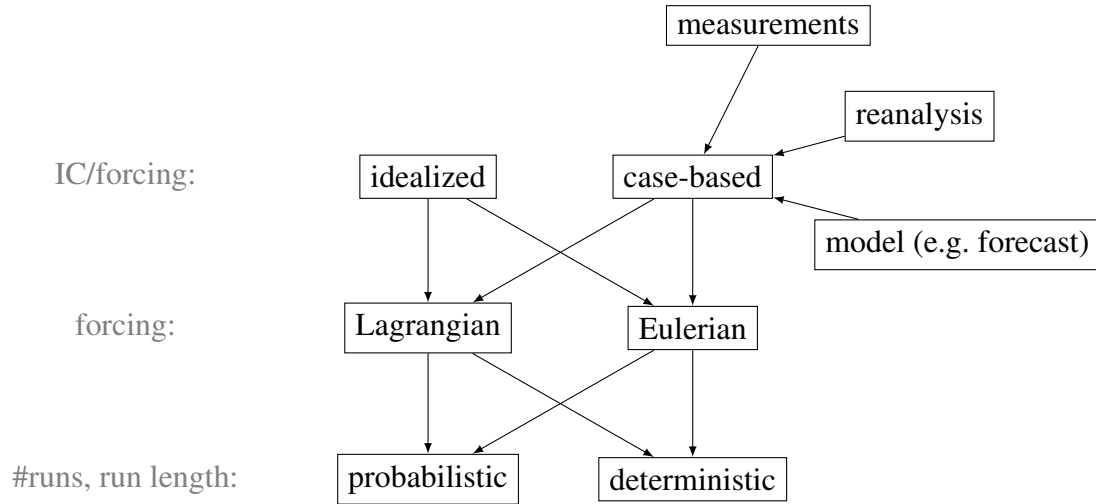 measurements
reanalysis
IC/forcing:
idealized
case-based
model (e.g. forecast)
forcing:
Lagrangian
Eulerian
#runs, run length:
probabilistic
deterministic